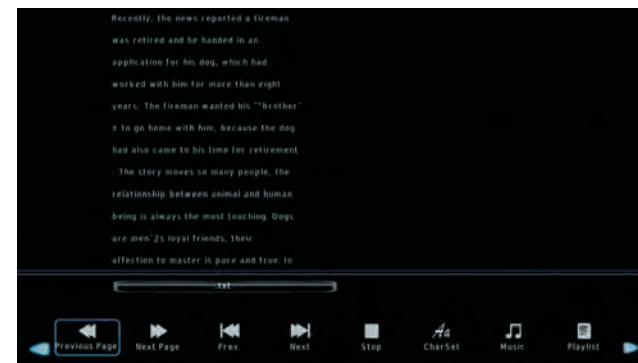 Recently, the news reported a fireman
was retired and he handed in an
application for his dog, which had
worked with him for more than eight
years. The fireman wanted his "“brother”
± to go home with him, because the dog
had also came to his time for retirement
. The story moves so many people, the
relationship between animal and human
being is always the most touching. Dogs
are men`2s loyal friends, their
affection to master is pure and true. In
.txt
Previous Page Next Page Prev. Next Stop CharSet Music Playlist